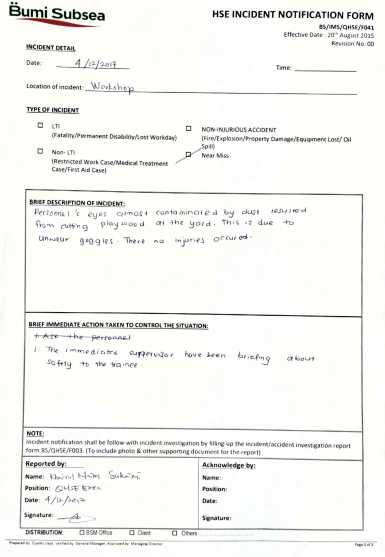 Bumi Subsea
HSE INCIDENT NOTIFICATION FORM
BS/IMS/QHSE/F041
Effective Date : 20th August 2015
Revision No: 00
INCIDENT DETAIL
Date: 4/12/2017
Time:
Location of incident: Workshop
TYPE OF INCIDENT
LTI
(Fatality/Permanent Disability/Lost Workday)
NON-INJURIOUS ACCIDENT
(Fire/Explosion/Property Damage/Equipment Lost/ Oil
Spill)
Non- LTI
(Restricted Work Case/Medical Treatment
Case/First Aid Case)
Near Miss
BRIEF DESCRIPTION OF INCIDENT:
Personnel's eyes almost contaminated by dust resulted
from cutting playwood at the yard. This is due to
unwear goggles. There no injuries occured.
BRIEF IMMEDIATE ACTION TAKEN TO CONTROL THE SITUATION:
1. Ask the personnel
1. The immediates suppervisor have been briefing about
safety to the trainee.
NOTE:
Incident notification shall be follow with incident investigation by filling-up the incident/accident investigation report
form BS/QHSE/F003. (To include photo & other supporting document for the report)
Reported by:
Name: Khairul Naim
Position: QHSE Exec.
Date: 4/12/2017
Signature:
Acknowledge by:
Name:
Position:
Date:
Signature:
DISTRIBUTION: BSM Office Client Others
Prepared by: Quality Dept. Verified by: General Manager. Approved by: Managing Director
Page 1 of 1